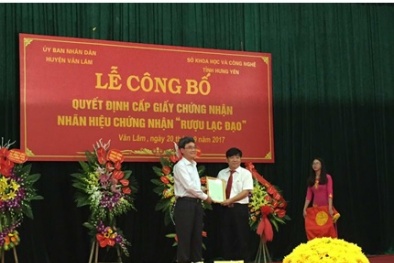 ỦY BAN NHÂN DÂN
HUYỆN VĂN LÂM
SỞ KHOA HỌC VÀ CÔNG NGHỆ
TỈNH HƯNG YÊN
LỄ CÔNG BỐ
QUYẾT ĐỊNH CẤP GIẤY CHỨNG NHẬN
NHÃN HIỆU CHỨNG NHẬN "RƯỢU LẠC ĐẠO"
Văn Lâm, ngày 20 năm 2017